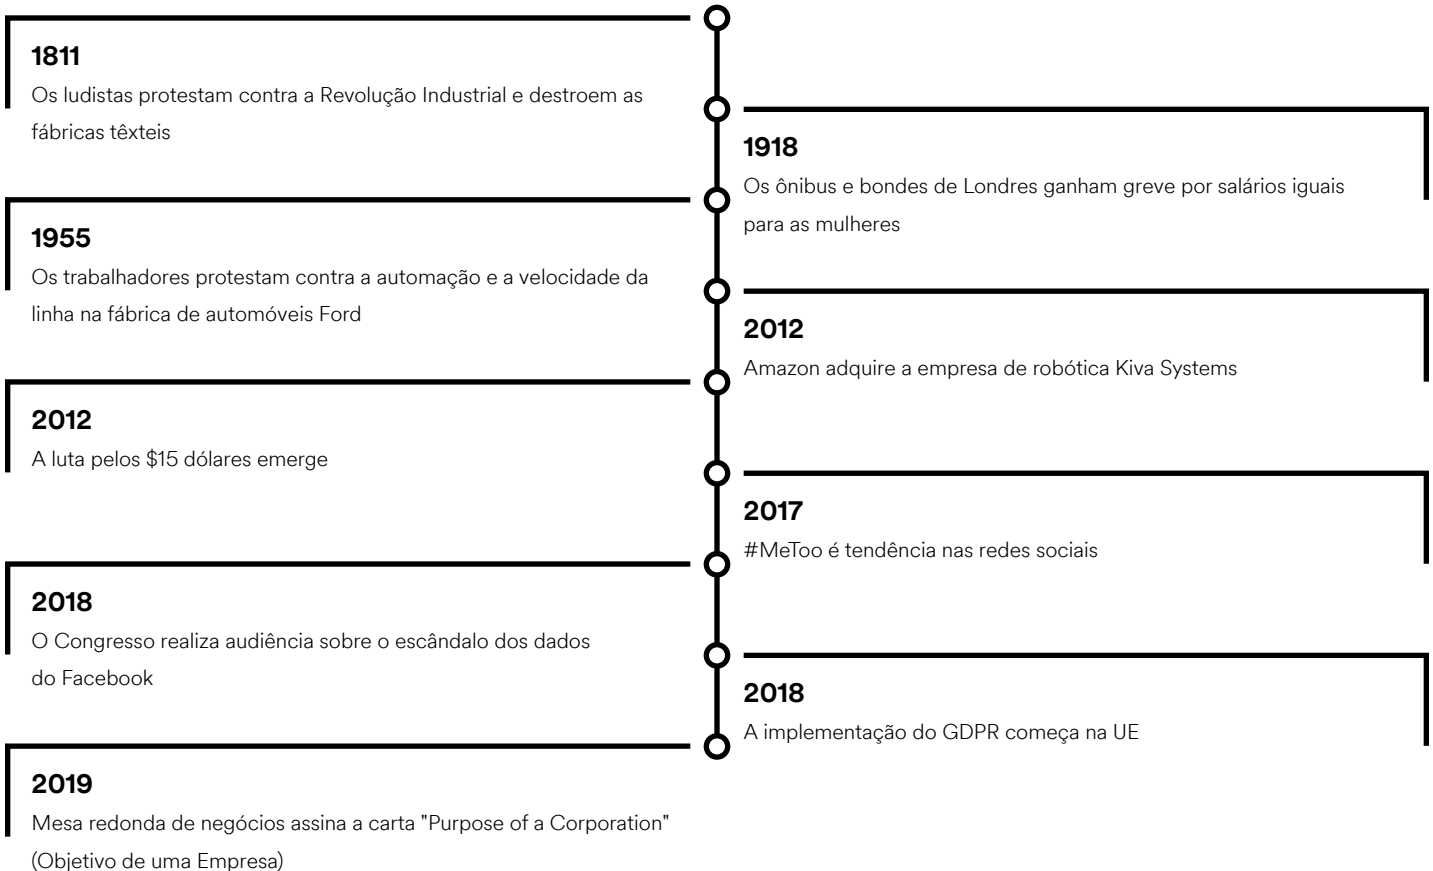 1811
Os ludistas protestam contra a Revolução Industrial e destroem as
fábricas têxteis
1918
Os ônibus e bondes de Londres ganham greve por salários iguais
para as mulheres
1955
Os trabalhadores protestam contra a automação e a velocidade da
linha na fábrica de automóveis Ford
2012
Amazon adquire a empresa de robótica Kiva Systems
2012
A luta pelos $15 dólares emerge
2017
#MeToo é tendência nas redes sociais
2018
O Congresso realiza audiência sobre o escândalo dos dados
do Facebook
2018
A implementação do GDPR começa na UE
2019
Mesa redonda de negócios assina a carta "Purpose of a Corporation"
(Objetivo de uma Empresa)